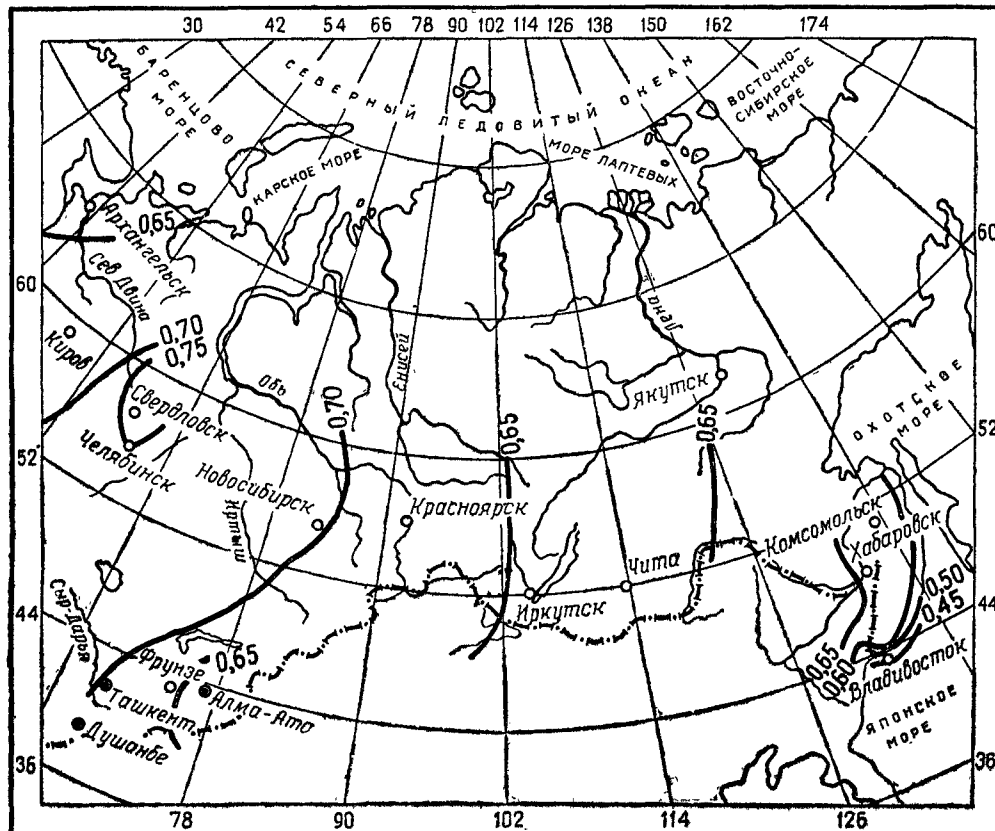 30 42 54 66 78 90 102 114 126 138 150 162 174
БАРЕНЦОВО
МОРЕ
СЕВЕРНЫЙ ЛЕДОВИТЫЙ ОКЕАН
ВОСТОЧНО-
СИБИРСКОЕ
МОРЕ
КАРСКОЕ МОРЕ
МОРЕ ЛАПТЕВЫХ
Архангельск
0,65
Сев Двина
60
60
Киров
0,70
0,75
Свердловск
Челябинск
Обь
Енисей
Лена
Якутск
ОХОТСКОЕ
МОРЕ
0,70
0,65
0,65
52
52
Новосибирск
Иртыш
Красноярск
Иркутск
Чита
Комсомольск
Хабаровск
0,50
0,45
44
44
Сыр-Дарья
Фрунзе
0,65
Ташкент
Алма-Ата
Душанбе
0,65
0,60
Владивосток
ЯПОНСКОЕ
МОРЕ
36
36
78 90 102 114 126